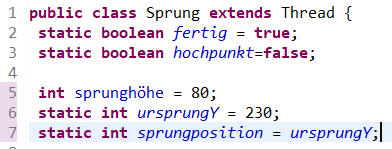 1 public class Sprung extends Thread {
2 static boolean fertig = true;
3 static boolean hochpunkt=false;
4
5 int sprunghöhe = 80;
6 static int ursprungY = 230;
7 static int sprungposition = ursprungY;